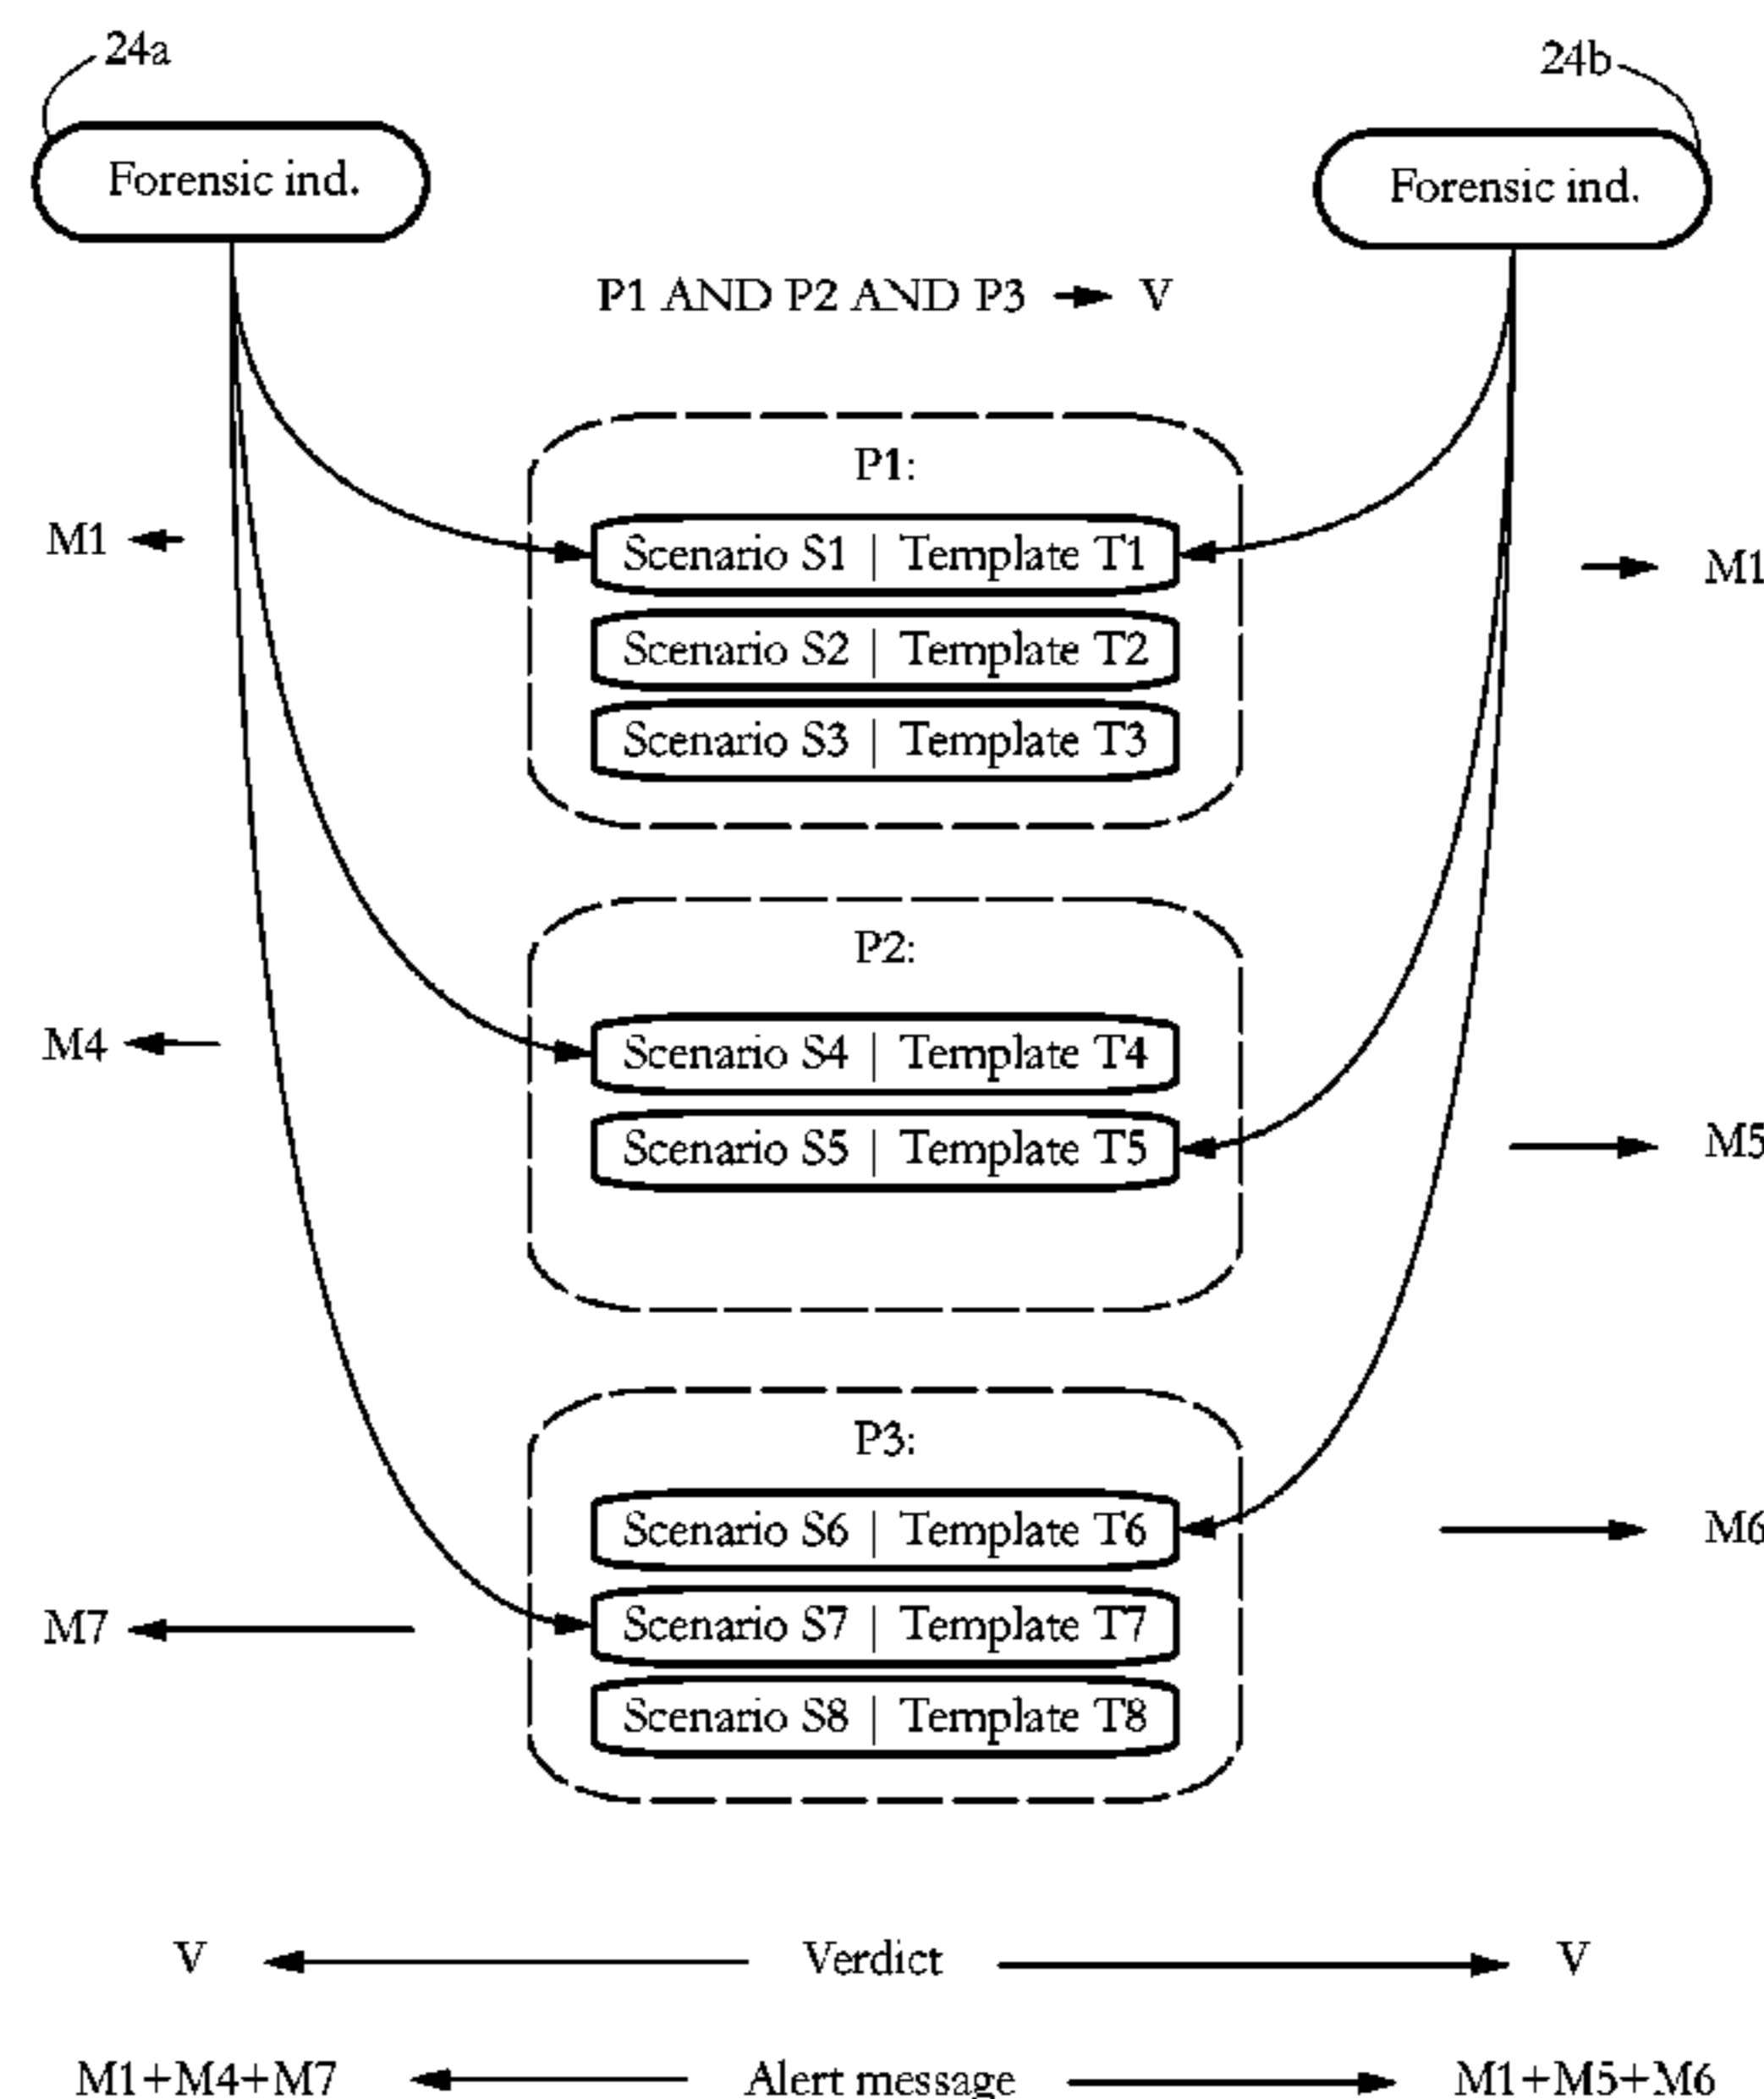 24a
24b
Forensic ind.
Forensic ind.
P1 AND P2 AND P3 → V
P1:
M1
Scenario S1 | Template T1
M1
Scenario S2 | Template T2
Scenario S3 | Template T3
P2:
M4
Scenario S4 | Template T4
Scenario S5 | Template T5
M5
P3:
Scenario S6 | Template T6
M6
M7
Scenario S7 | Template T7
Scenario S8 | Template T8
V
Verdict
V
M1+M4+M7
Alert message
M1+M5+M6